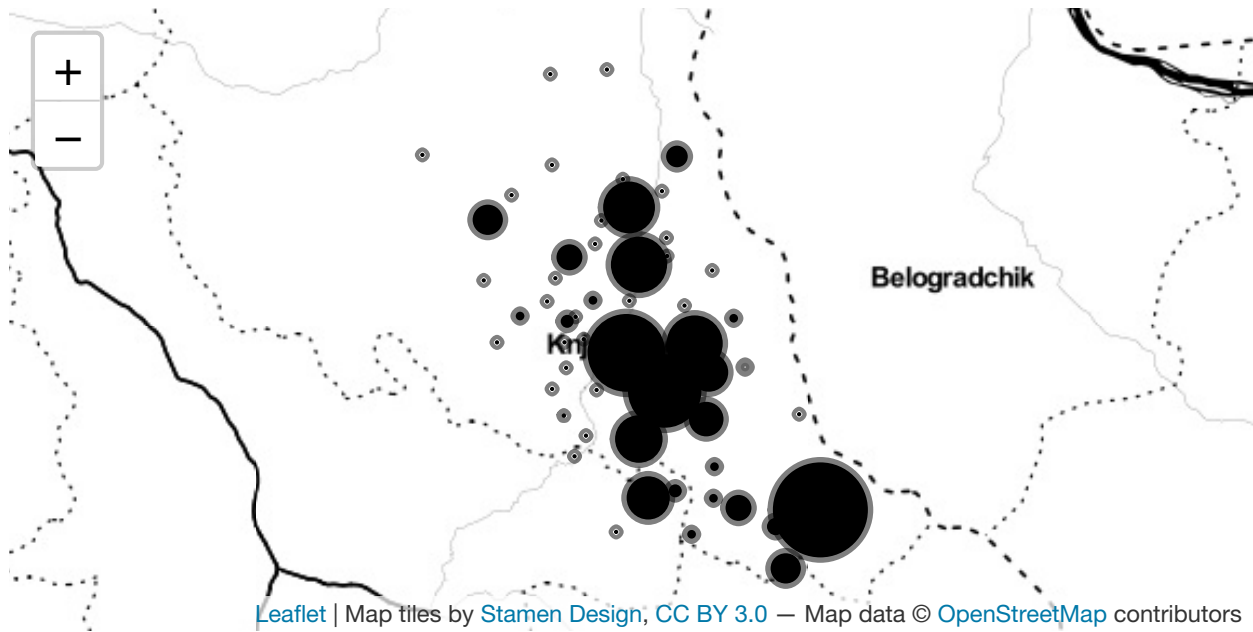 +
−
Belogradchik
Leaflet | Map tiles by Stamen Design, CC BY 3.0 — Map data © OpenStreetMap contributors